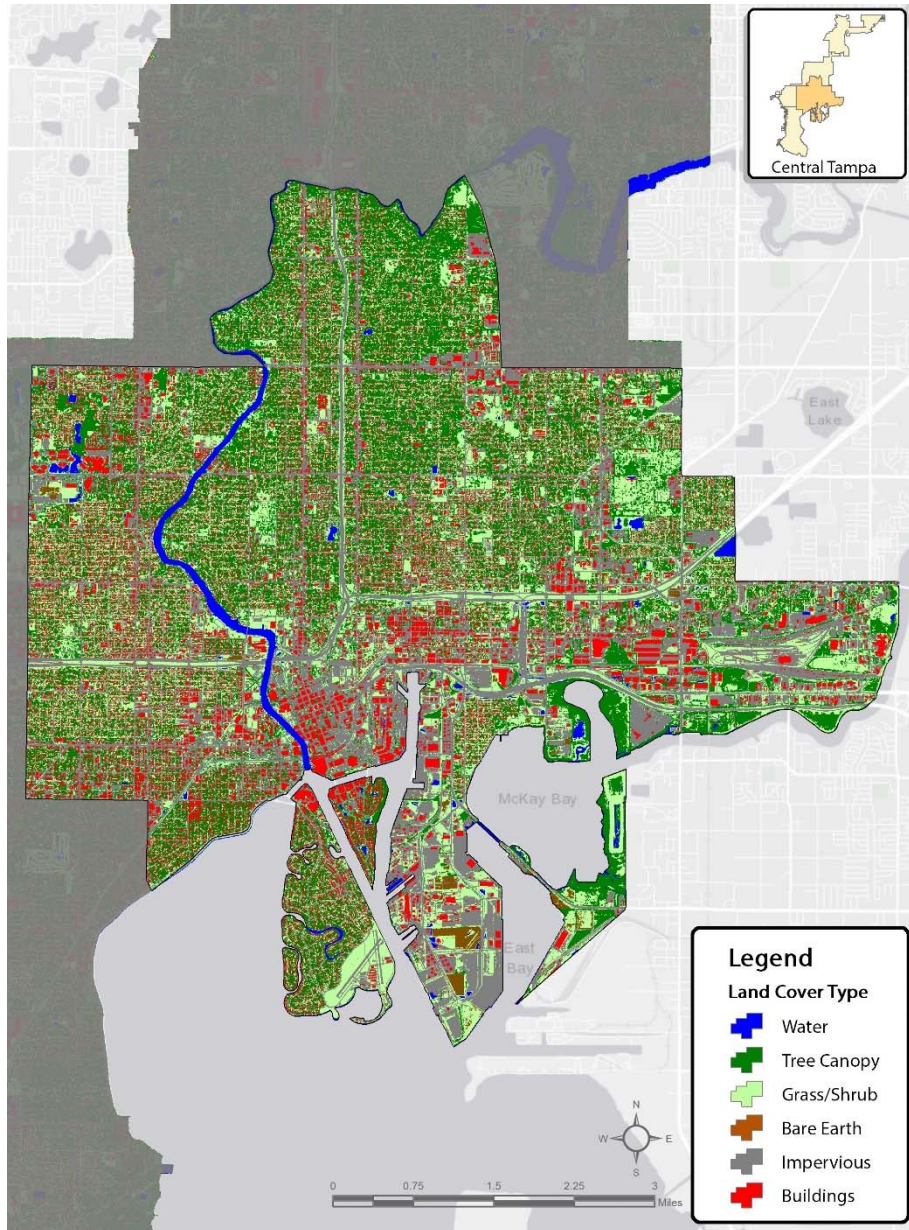 Central Tampa
East
Lake
McKay Bay
East
Bay
Legend
Land Cover Type
Water
Tree Canopy
Grass/Shrub
Bare Earth
Impervious
Buildings
N
W
E
S
0
0.75
1.5
2.25
3
Miles